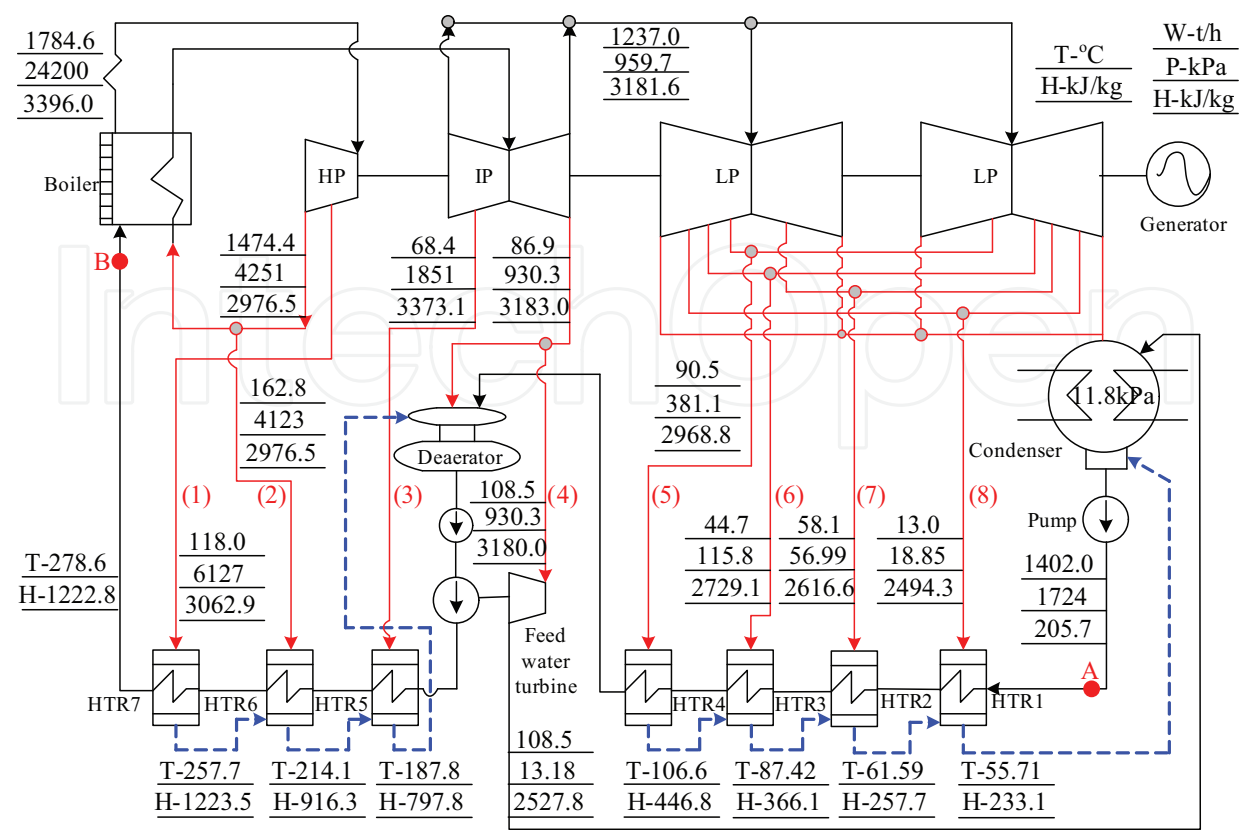 1784.6
24200
3396.0
1237.0
959.7
3181.6
T-ºC
H-kJ/kg
W-t/h
P-kPa
H-kJ/kg
Boiler
HP
IP
LP
LP
Generator
B
1474.4
4251
2976.5
68.4
1851
3373.1
86.9
930.3
3183.0
IntechOpen
162.8
4123
2976.5
90.5
381.1
2968.8
11.8kPa
Condenser
Deaerator
(1)
(2)
(3)
(4)
(5)
(6)
(7)
(8)
108.5
930.3
3180.0
Pump
118.0
6127
3062.9
44.7
115.8
2729.1
58.1
56.99
2616.6
13.0
18.85
2494.3
1402.0
1724
205.7
T-278.6
H-1222.8
Feed
water
turbine
A
HTR7
HTR6
HTR5
HTR4
HTR3
HTR2
HTR1
T-257.7
H-1223.5
T-214.1
H-916.3
T-187.8
H-797.8
108.5
13.18
2527.8
T-106.6
H-446.8
T-87.42
H-366.1
T-61.59
H-257.7
T-55.71
H-233.1